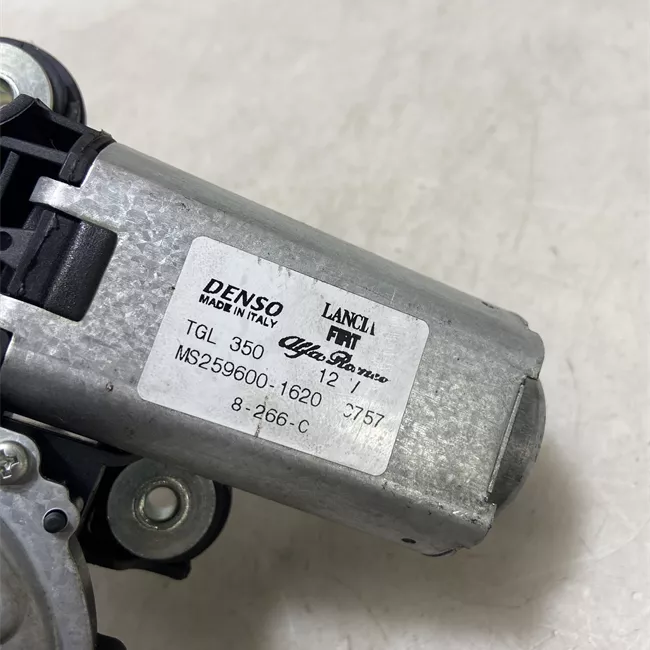 DENSO
MADE IN ITALY
LANCIA
FIAT
Alfa Romeo
TGL 350
12
MS259600-1620
0757
8-266-C